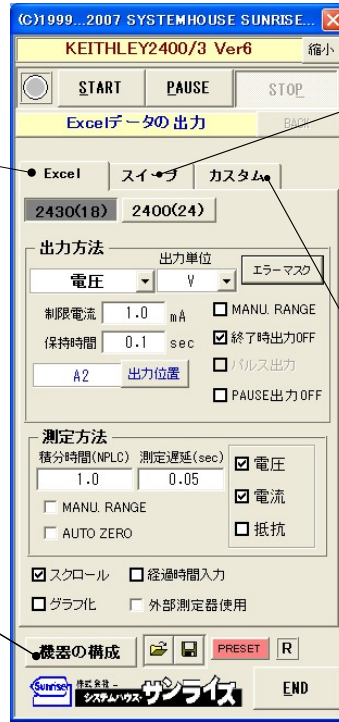 (C)1999...2007 SYSTEMHOUSE SUNRISE...
KEITHLEY2400/3 Ver6 縮小
START PAUSE STOP
Excelデータの出力 BACK
Excel スイープ カスタム
2430(18) 2400(24)
出力方法
出力単位
電圧 V エラーマスク
制限電流 1.0 mA MANU. RANGE
保持時間 0.1 sec 終了時出力OFF
A2 出力位置 パルス出力
PAUSE出力OFF
測定方法
積分時間(NPLC) 測定遅延(sec)
1.0 0.05 電圧
MANU. RANGE 電流
AUTO ZERO 抵抗
スクロール 経過時間入力
グラフ化 外部測定器使用
機器の構成 PRESET R
Sunrise 株式会社 システムハウス サンライズ END